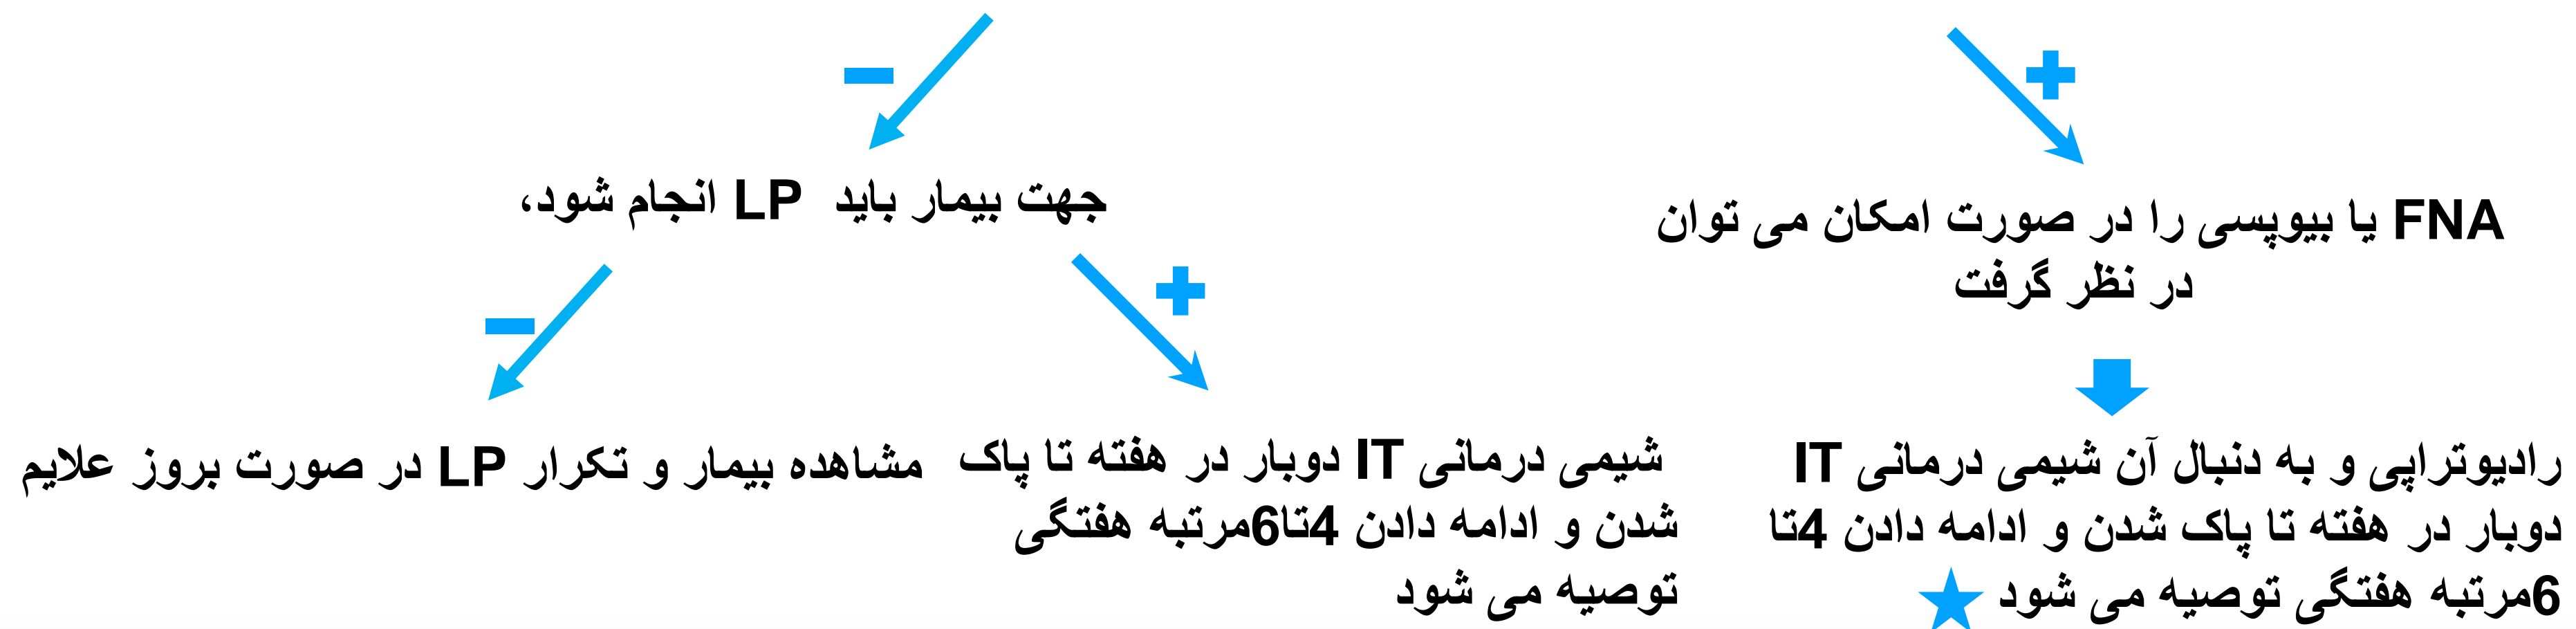 FNA یا بیوپسی را در صورت امکان می توان
در نظر گرفت
جهت بیمار باید LP انجام شود،
رادیوتراپی و به دنبال آن شیمی درمانی IT
دوبار در هفته تا پاک شدن و ادامه دادن 4تا
6مرتبه هفتگی توصیه می شود
شیمی درمانی IT دوبار در هفته تا پاک
شدن و ادامه دادن 4تا6مرتبه هفتگی
توصیه می شود
مشاهده بیمار و تکرار LP در صورت بروز علایم